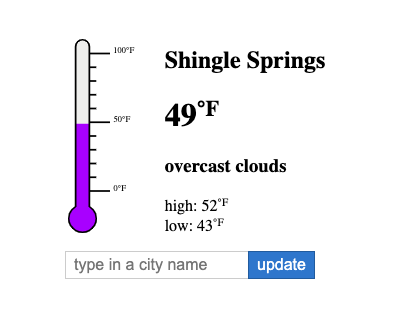 100°F
50°F
0°F
Shingle Springs
49°F
overcast clouds
high: 52°F
low: 43°F
type in a city name
update